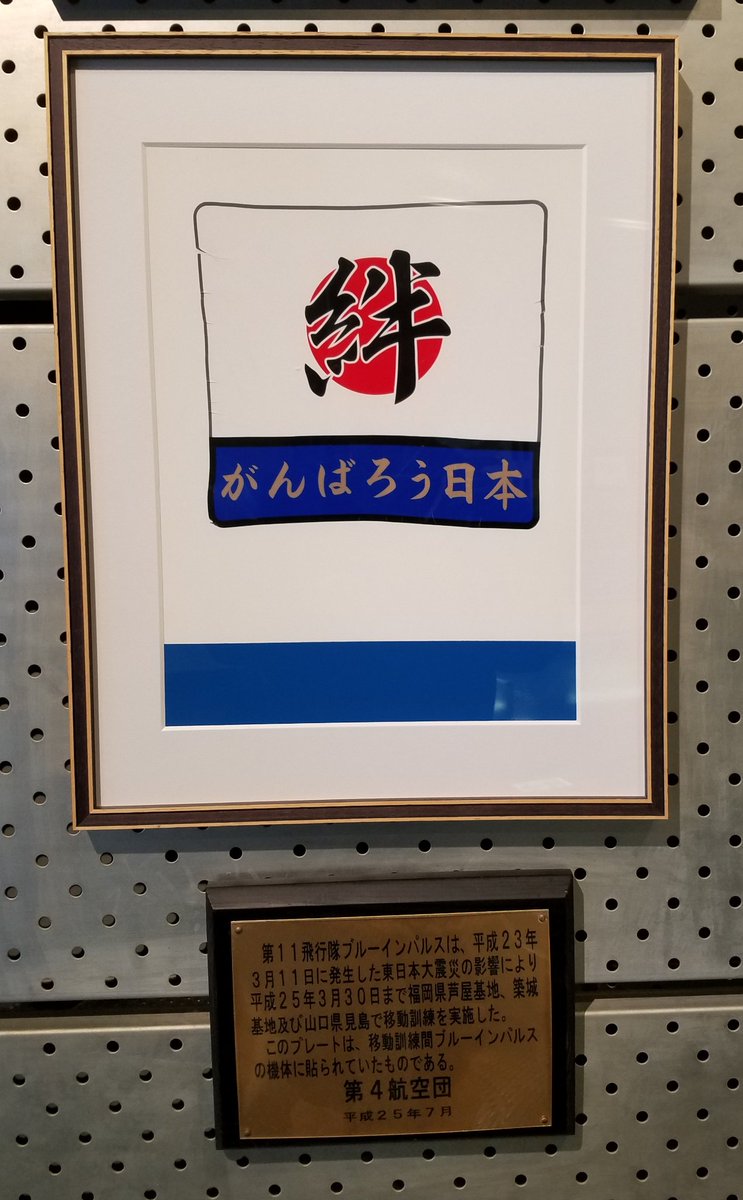 絆
がんばろう日本
第11飛行隊ブルーインパルスは、平成23年
3月11日に発生した東日本大震災の影響により
平成25年3月30日まで福岡県芦屋基地、築城
基地及び山口県見島で移動訓練を実施した。
このプレートは、移動訓練間ブルーインパルス
の機体に貼られていたものである。
第4航空団
平成25年7月